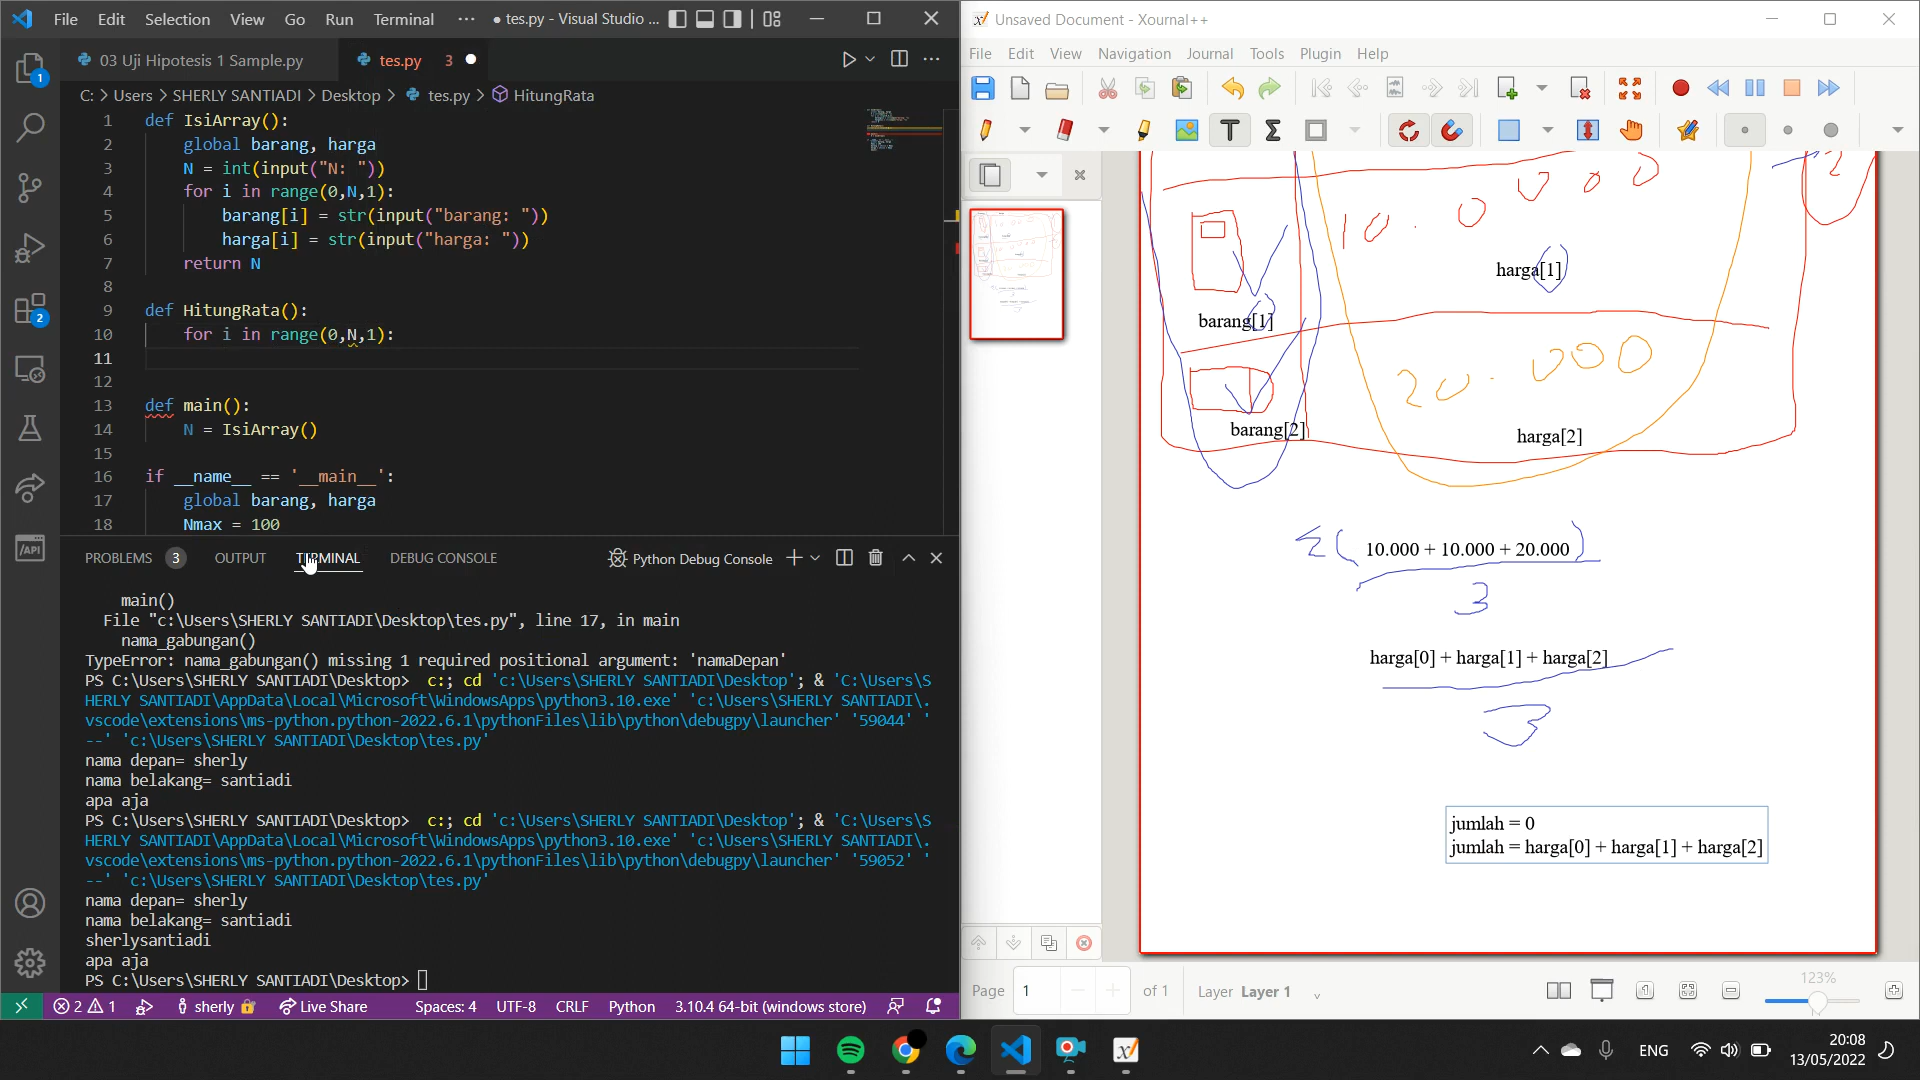 File Edit Selection View Go Run Terminal ··· ● tes.py - Visual Studio ...
03 Uji Hipotesis 1 Sample.py tes.py 3 ●
C: > Users > SHERLY SANTIADI > Desktop > tes.py > HitungRata
1 def IsiArray():
2 global barang, harga
3 N = int(input("N: "))
4 for i in range(0,N,1):
5 barang[i] = str(input("barang: "))
6 harga[i] = str(input("harga: "))
7 return N
8
9 def HitungRata():
10 for i in range(0,N,1):
11
12
13 def main():
14 N = IsiArray()
15
16 if __name__ == '__main__':
17 global barang, harga
18 Nmax = 100
1
2
PROBLEMS 3 OUTPUT TERMINAL DEBUG CONSOLE Python Debug Console
main()
File "c:\Users\SHERLY SANTIADI\Desktop\tes.py", line 17, in main
nama_gabungan()
TypeError: nama_gabungan() missing 1 required positional argument: 'namaDepan'
PS C:\Users\SHERLY SANTIADI\Desktop> c:; cd 'c:\Users\SHERLY SANTIADI\Desktop'; & 'C:\Users\S
HERLY SANTIADI\AppData\Local\Microsoft\WindowsApps\python3.10.exe' 'c:\Users\SHERLY SANTIADI\.
vscode\extensions\ms-python.python-2022.6.1\pythonFiles\lib\python\debugpy\launcher' '59044' '
--' 'c:\Users\SHERLY SANTIADI\Desktop\tes.py'
nama depan= sherly
nama belakang= santiadi
apa aja
PS C:\Users\SHERLY SANTIADI\Desktop> c:; cd 'c:\Users\SHERLY SANTIADI\Desktop'; & 'C:\Users\S
HERLY SANTIADI\AppData\Local\Microsoft\WindowsApps\python3.10.exe' 'c:\Users\SHERLY SANTIADI\.
vscode\extensions\ms-python.python-2022.6.1\pythonFiles\lib\python\debugpy\launcher' '59052' '
--' 'c:\Users\SHERLY SANTIADI\Desktop\tes.py'
nama depan= sherly
nama belakang= santiadi
sherlysantiadi
apa aja
PS C:\Users\SHERLY SANTIADI\Desktop>
API
2 1 sherly Live Share Spaces: 4 UTF-8 CRLF Python 3.10.4 64-bit (windows store)
Unsaved Document - Xournal++
File Edit View Navigation Journal Tools Plugin Help
10.000
harga[1]
barang[1]
20.000
barang[2]
harga[2]
10.000 + 10.000 + 20.000
3
harga[0] + harga[1] + harga[2]
3
jumlah = 0
jumlah = harga[0] + harga[1] + harga[2]
Page 1 of 1 Layer Layer 1 123%
ENG 20:08
13/05/2022